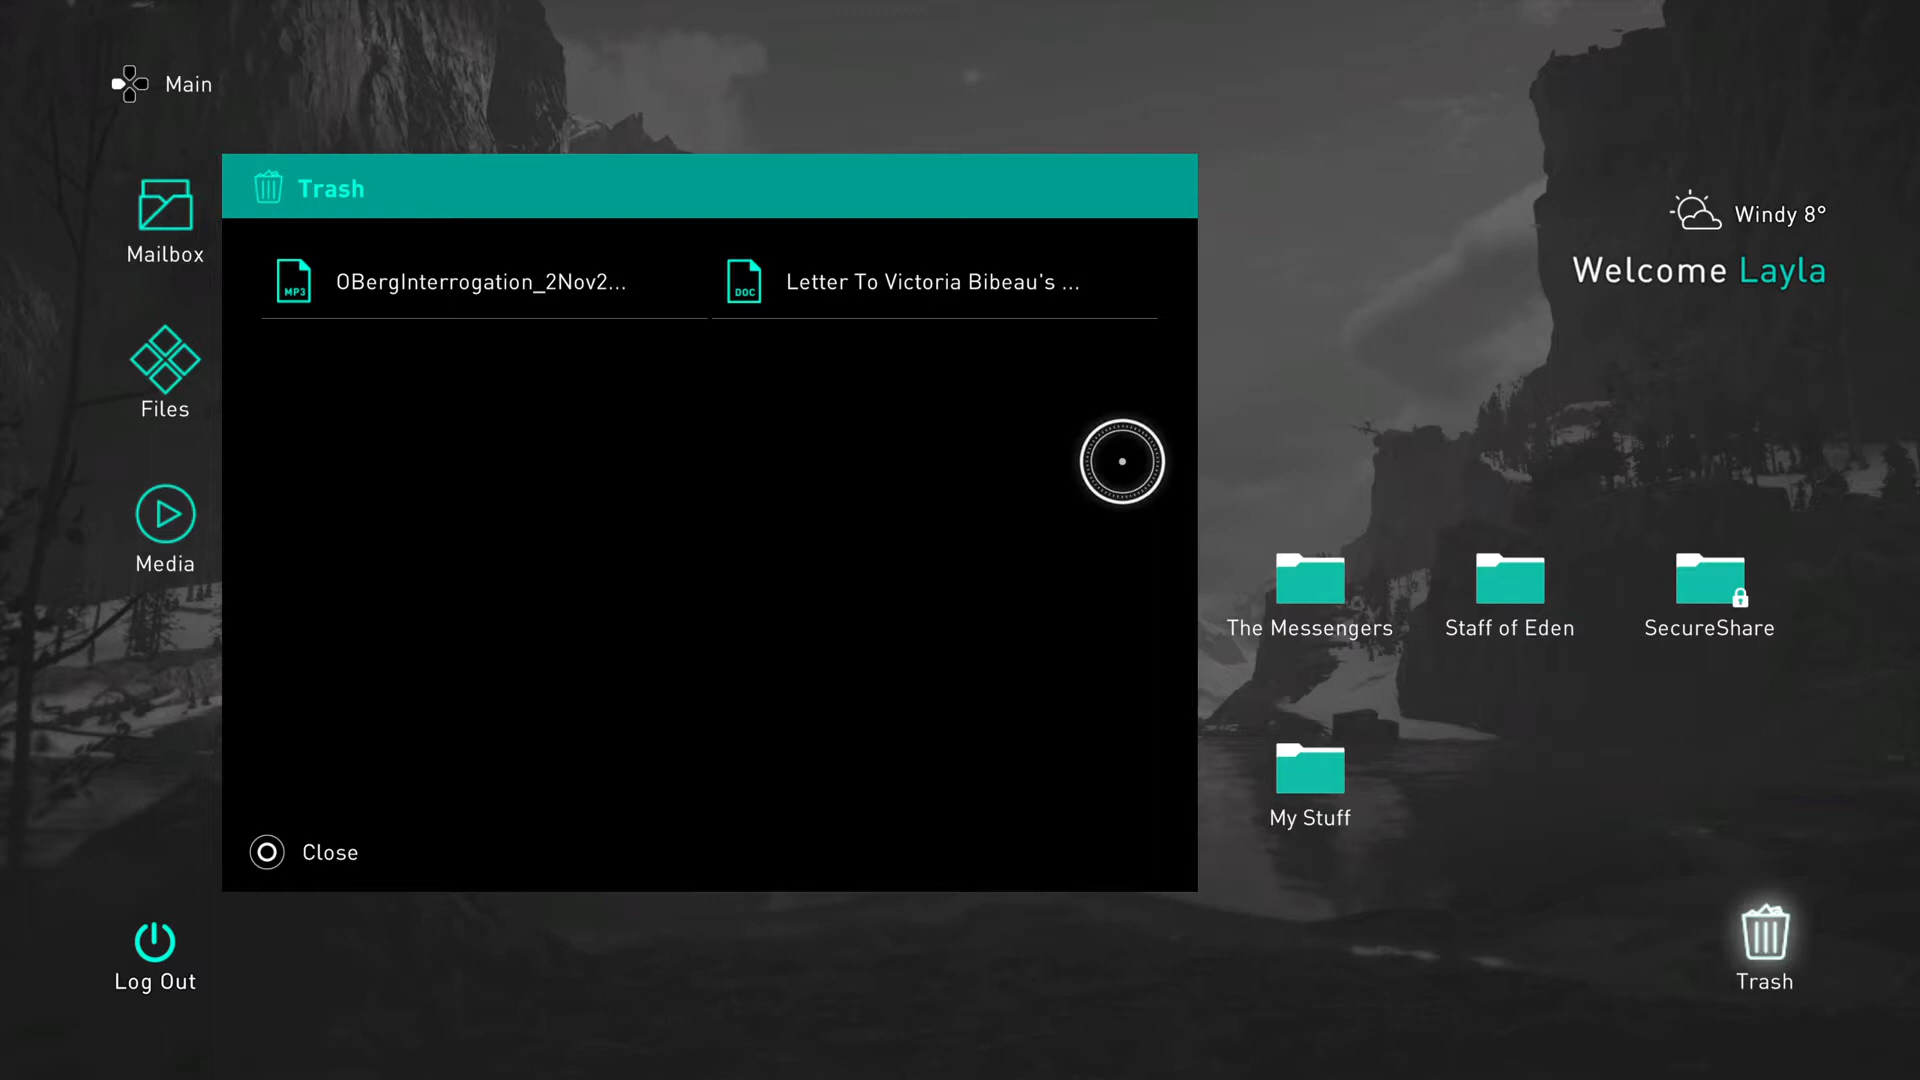 Main
Trash
Mailbox
MP3 OBergInterrogation_2Nov2...
DOC Letter To Victoria Bibeau's ...
Windy 8°
Welcome Layla
Files
Media
The Messengers
Staff of Eden
SecureShare
My Stuff
Close
Log Out
Trash